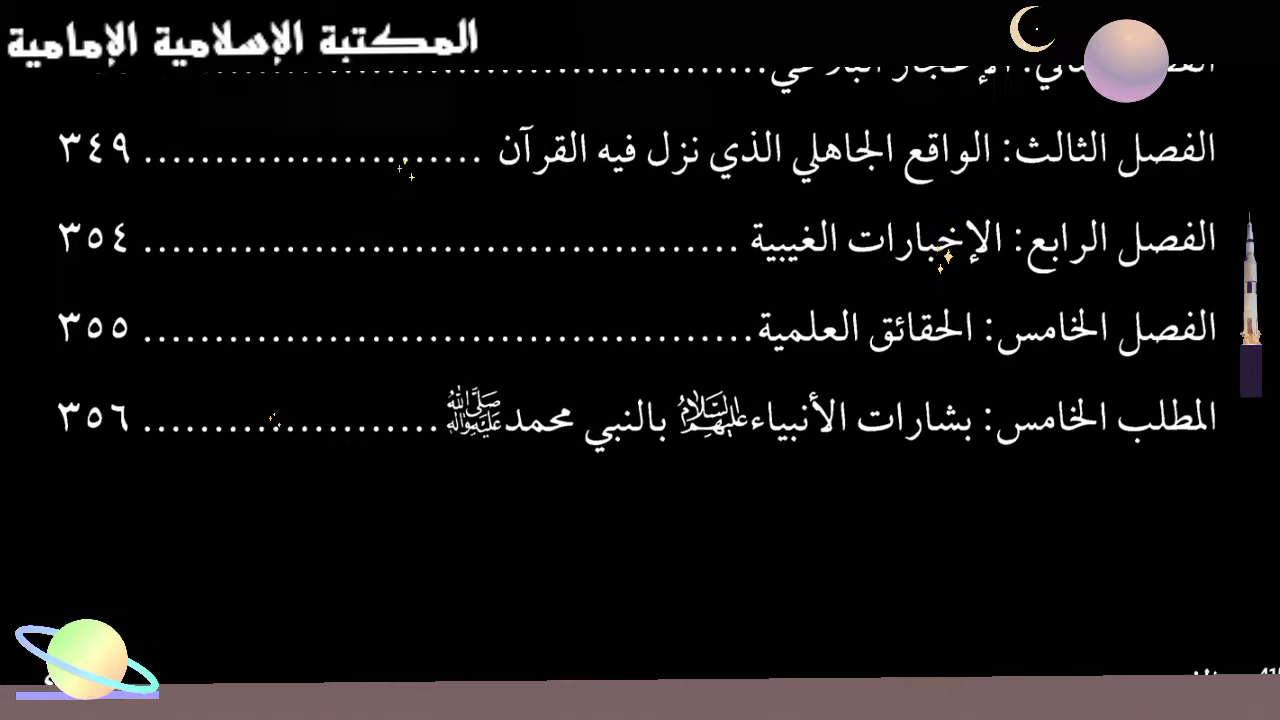 المكتبة الإسلامية الإمامية
الفصل الثالث: الواقع الجاهلي الذي نزل فيه القرآن ........................ ٣٤٩
الفصل الرابع: الإخبارات الغيبية .......................................... ٣٥٤
الفصل الخامس: الحقائق العلمية........................................... ٣٥٥
المطلب الخامس: بشارات الأنبياء عليهم السلام بالنبي محمد صلى الله عليه وآله ..................... ٣٥٦